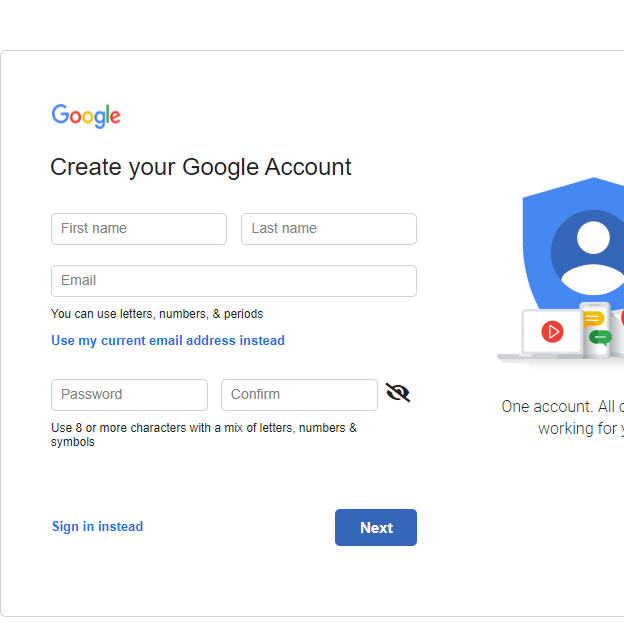 Google
Create your Google Account
First name
Last name
Email
You can use letters, numbers, & periods
Use my current email address instead
Password
Confirm
Use 8 or more characters with a mix of letters, numbers &
symbols
Sign in instead
Next
One account. All
working for